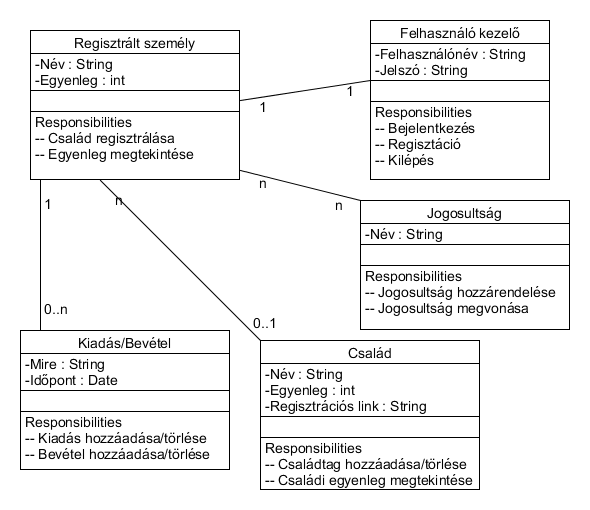 Regisztrált személy
-Név : String
-Egyenleg : int
Responsibilities
-- Család regisztrálása
-- Egyenleg megtekintése
Felhasználó kezelő
-Felhasználónév : String
-Jelszó : String
Responsibilities
-- Bejelentkezés
-- Regisztáció
-- Kilépés
1
1
n
n
Jogosultság
-Név : String
Responsibilities
-- Jogosultság hozzárendelése
-- Jogosultság megvonása
1
n
0..n
0..1
Kiadás/Bevétel
-Mire : String
-Időpont : Date
Responsibilities
-- Kiadás hozzáadása/törlése
-- Bevétel hozzáadása/törlése
Család
-Név : String
-Egyenleg : int
-Regisztrációs link : String
Responsibilities
-- Családtag hozzáadása/törlése
-- Családi egyenleg megtekintése